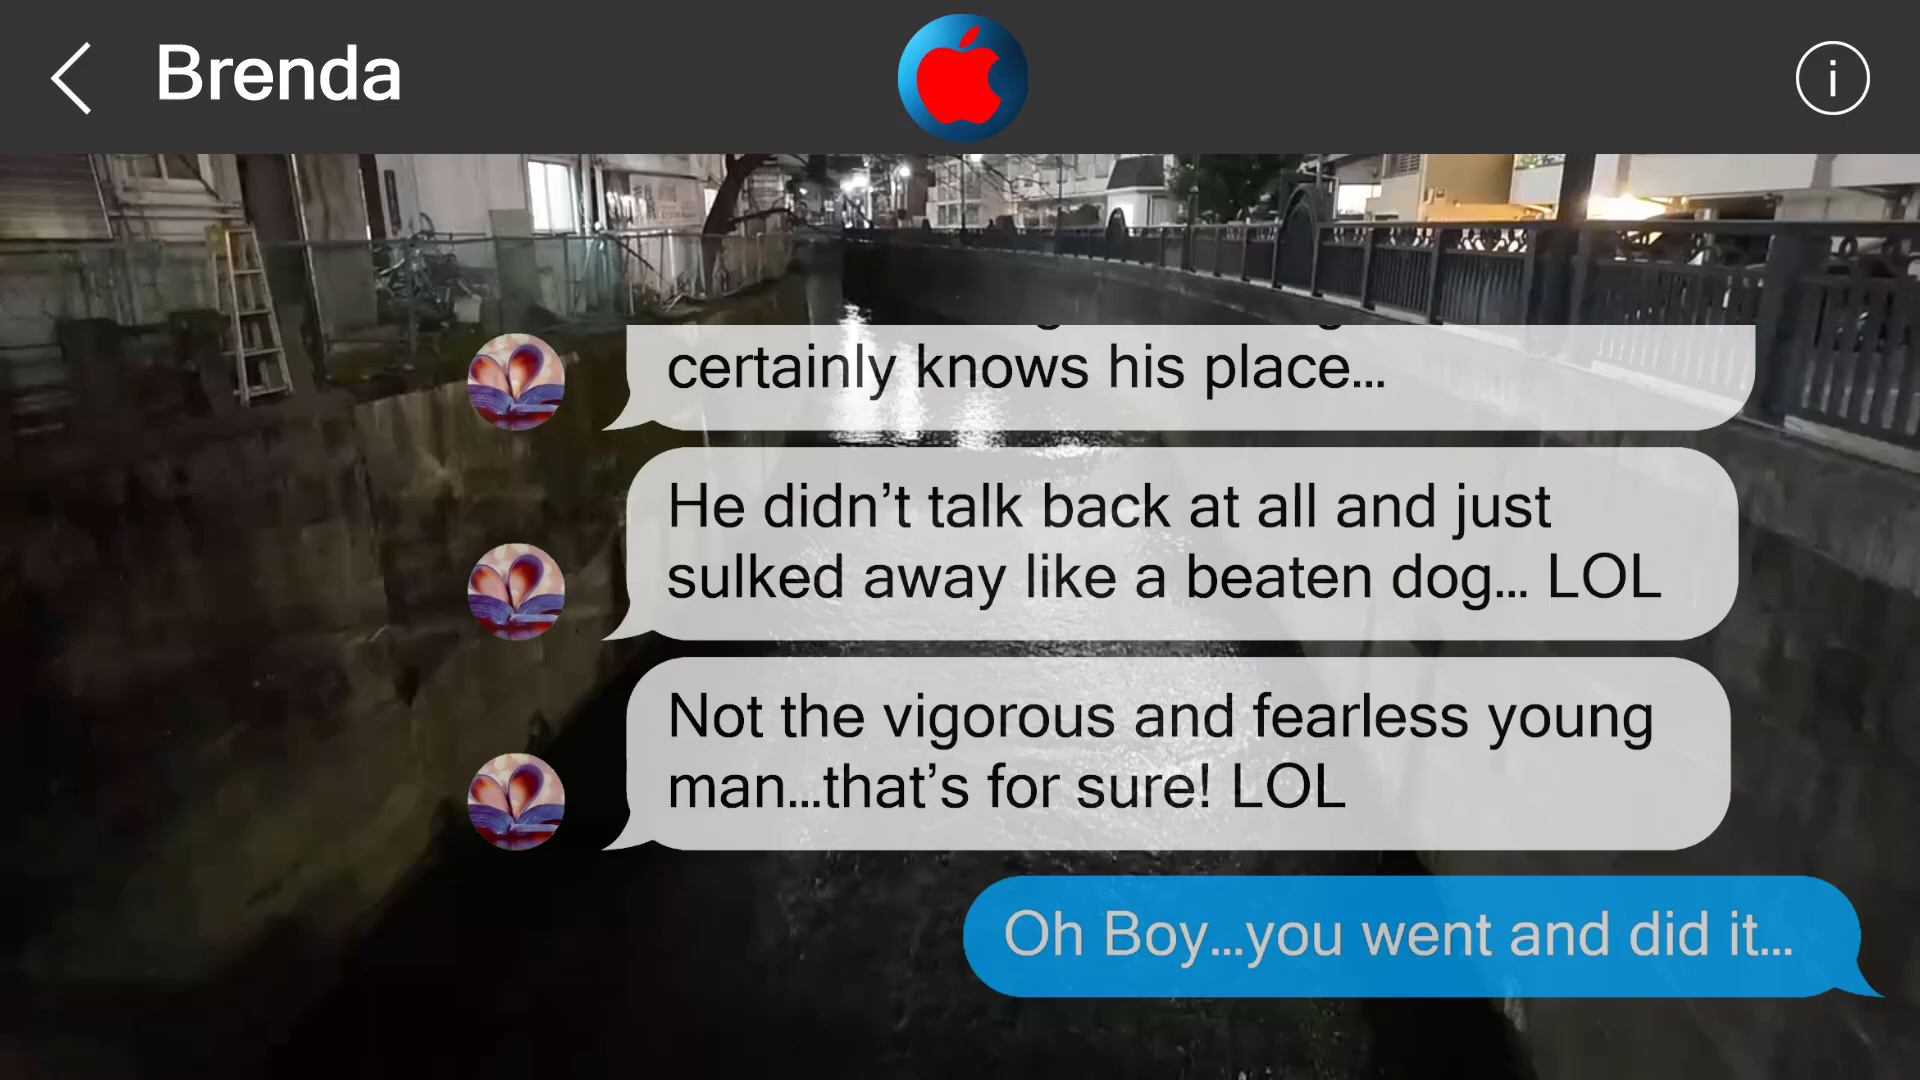 Brenda
i
certainly knows his place...
He didn’t talk back at all and just
sulked away like a beaten dog... LOL
Not the vigorous and fearless young
man...that’s for sure! LOL
Oh Boy...you went and did it...